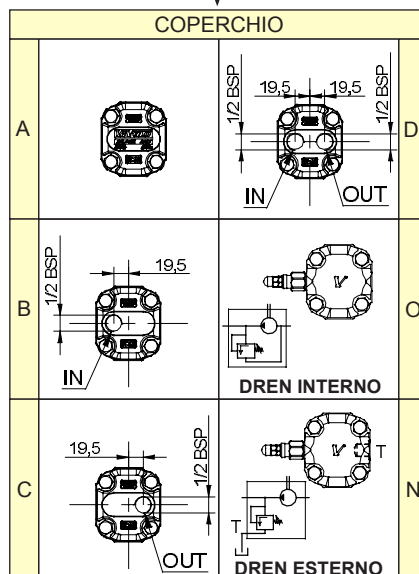 COPERCHIO
A
19,5 19,5
1/2 BSP
1/2 BSP
IN OUT
D
B
19,5
1/2 BSP
IN
DREN INTERNO
O
C
19,5
1/2 BSP
OUT
T
T
DREN ESTERNO
N